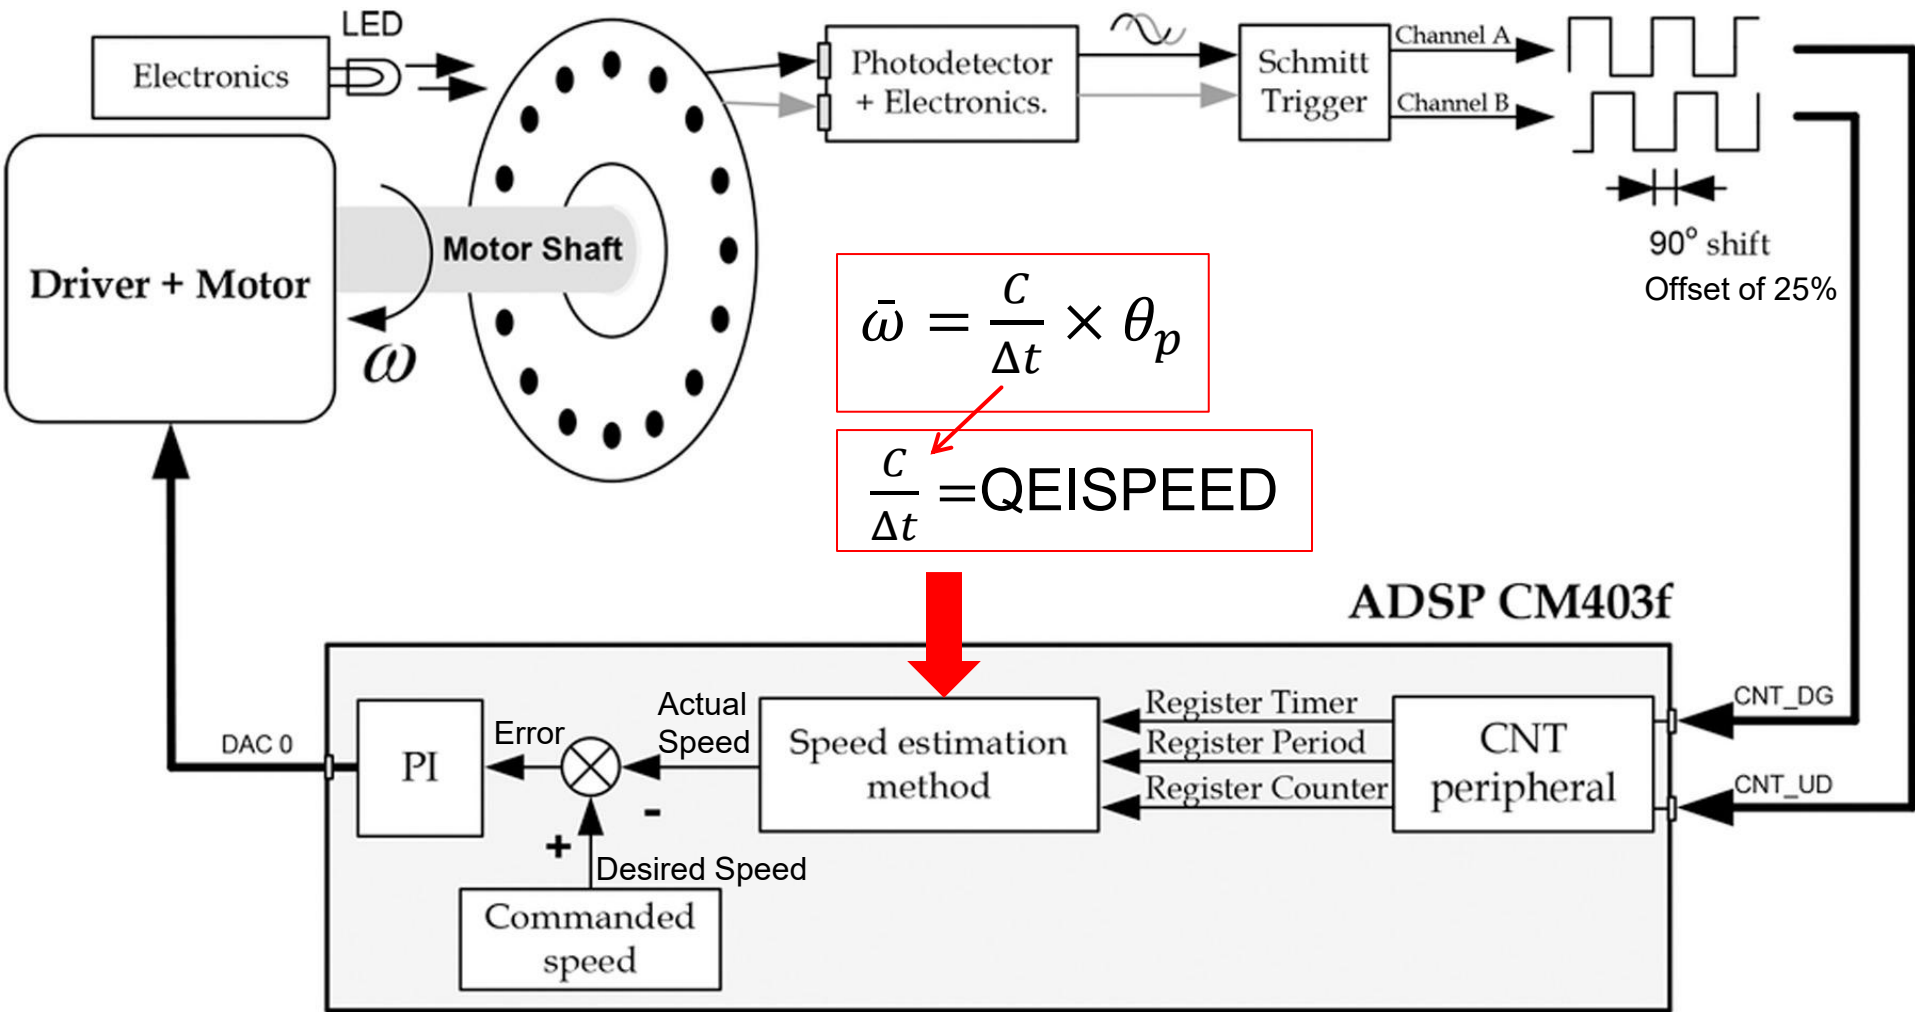 LED
Electronics
Photodetector
+ Electronics.
Schmitt
Trigger
Channel A
Channel B
90° shift
Offset of 25%
Driver + Motor
Motor Shaft
ω
ω̄ = C/Δt × θ_p
C/Δt =QEISPEED
ADSP CM403f
CNT_DG
CNT_UD
CNT
peripheral
Register Timer
Register Period
Register Counter
Speed estimation
method
Actual
Speed
Error
PI
DAC 0
-
+
Desired Speed
Commanded
speed